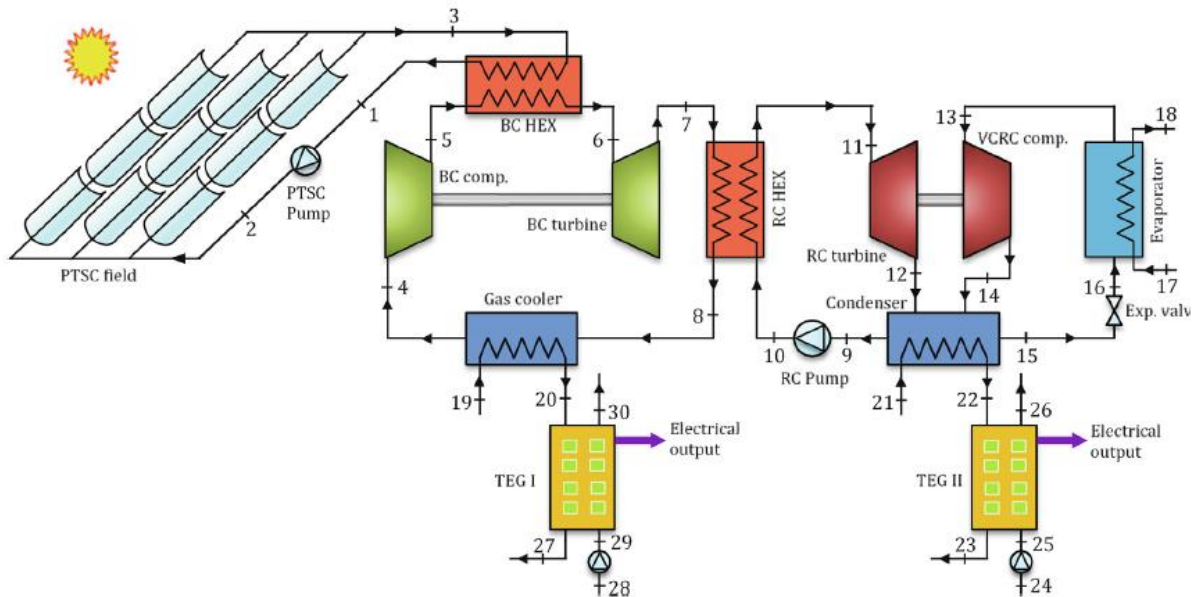 3
18
13
7
1
5
BC HEX
6
11
VCRC comp.
PTSC
Pump
BC comp.
RC HEX
Evaporator
2
BC turbine
RC turbine
PTSC field
12
14
16
17
4
Gas cooler
Condenser
Exp. valv
8
10
9
15
RC Pump
19
20
30
21
22
26
Electrical
output
Electrical
output
TEG I
TEG II
27
29
23
25
28
24